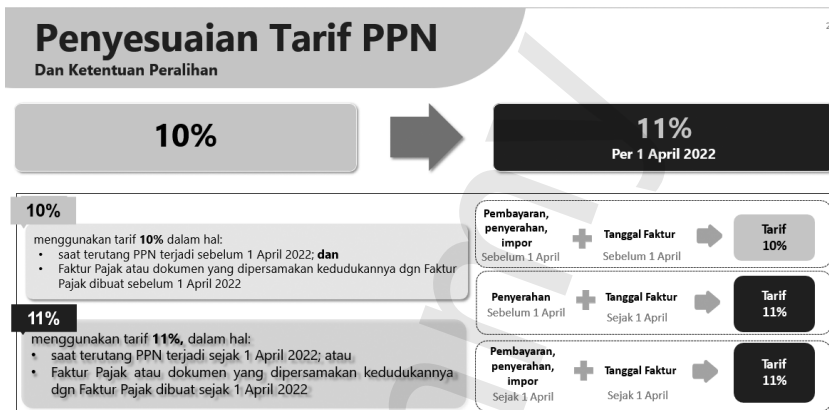 Penyesuaian Tarif PPN
Dan Ketentuan Peralihan
10%
11%
Per 1 April 2022
10%
menggunakan tarif 10% dalam hal:
• saat terutang PPN terjadi sebelum 1 April 2022; dan
• Faktur Pajak atau dokumen yang dipersamakan kedudukannya dgn Faktur
Pajak dibuat sebelum 1 April 2022
11%
menggunakan tarif 11%, dalam hal:
• saat terutang PPN terjadi sejak 1 April 2022; atau
• Faktur Pajak atau dokumen yang dipersamakan kedudukannya
dgn Faktur Pajak dibuat sejak 1 April 2022
Pembayaran,
penyerahan,
impor
Sebelum 1 April
Tanggal Faktur
Sebelum 1 April
Tarif
10%
Penyerahan
Sebelum 1 April
Tanggal Faktur
Sejak 1 April
Tarif
11%
Pembayaran,
penyerahan,
impor
Sejak 1 April
Tanggal Faktur
Sejak 1 April
Tarif
11%